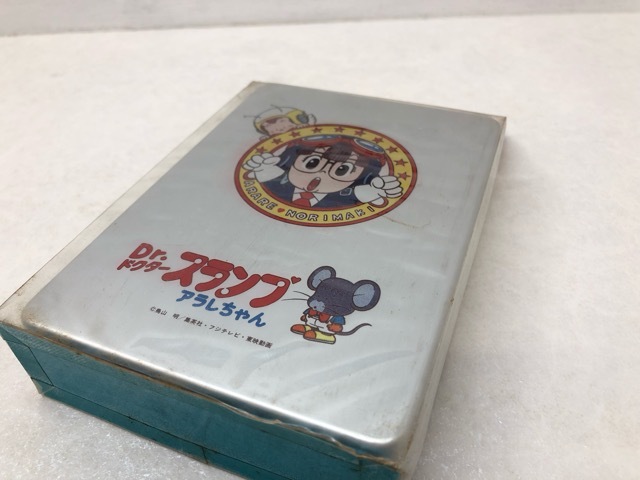 ARARE NORIMAKI
Dr.
ドクター スランプ
アラレちゃん
©鳥山 明/集英社・フジテレビ・東映動画